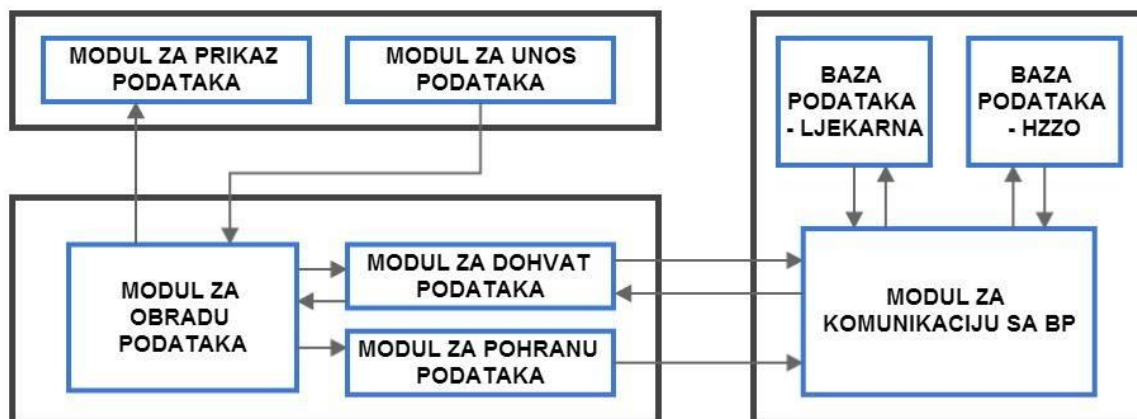 MODUL ZA PRIKAZ
PODATAKA
MODUL ZA UNOS
PODATAKA
BAZA
PODATAKA
- LJEKARNA
BAZA
PODATAKA
- HZZO
MODUL ZA
OBRADU
PODATAKA
MODUL ZA DOHVAT
PODATAKA
MODUL ZA POHRANU
PODATAKA
MODUL ZA
KOMUNIKACIJU SA BP